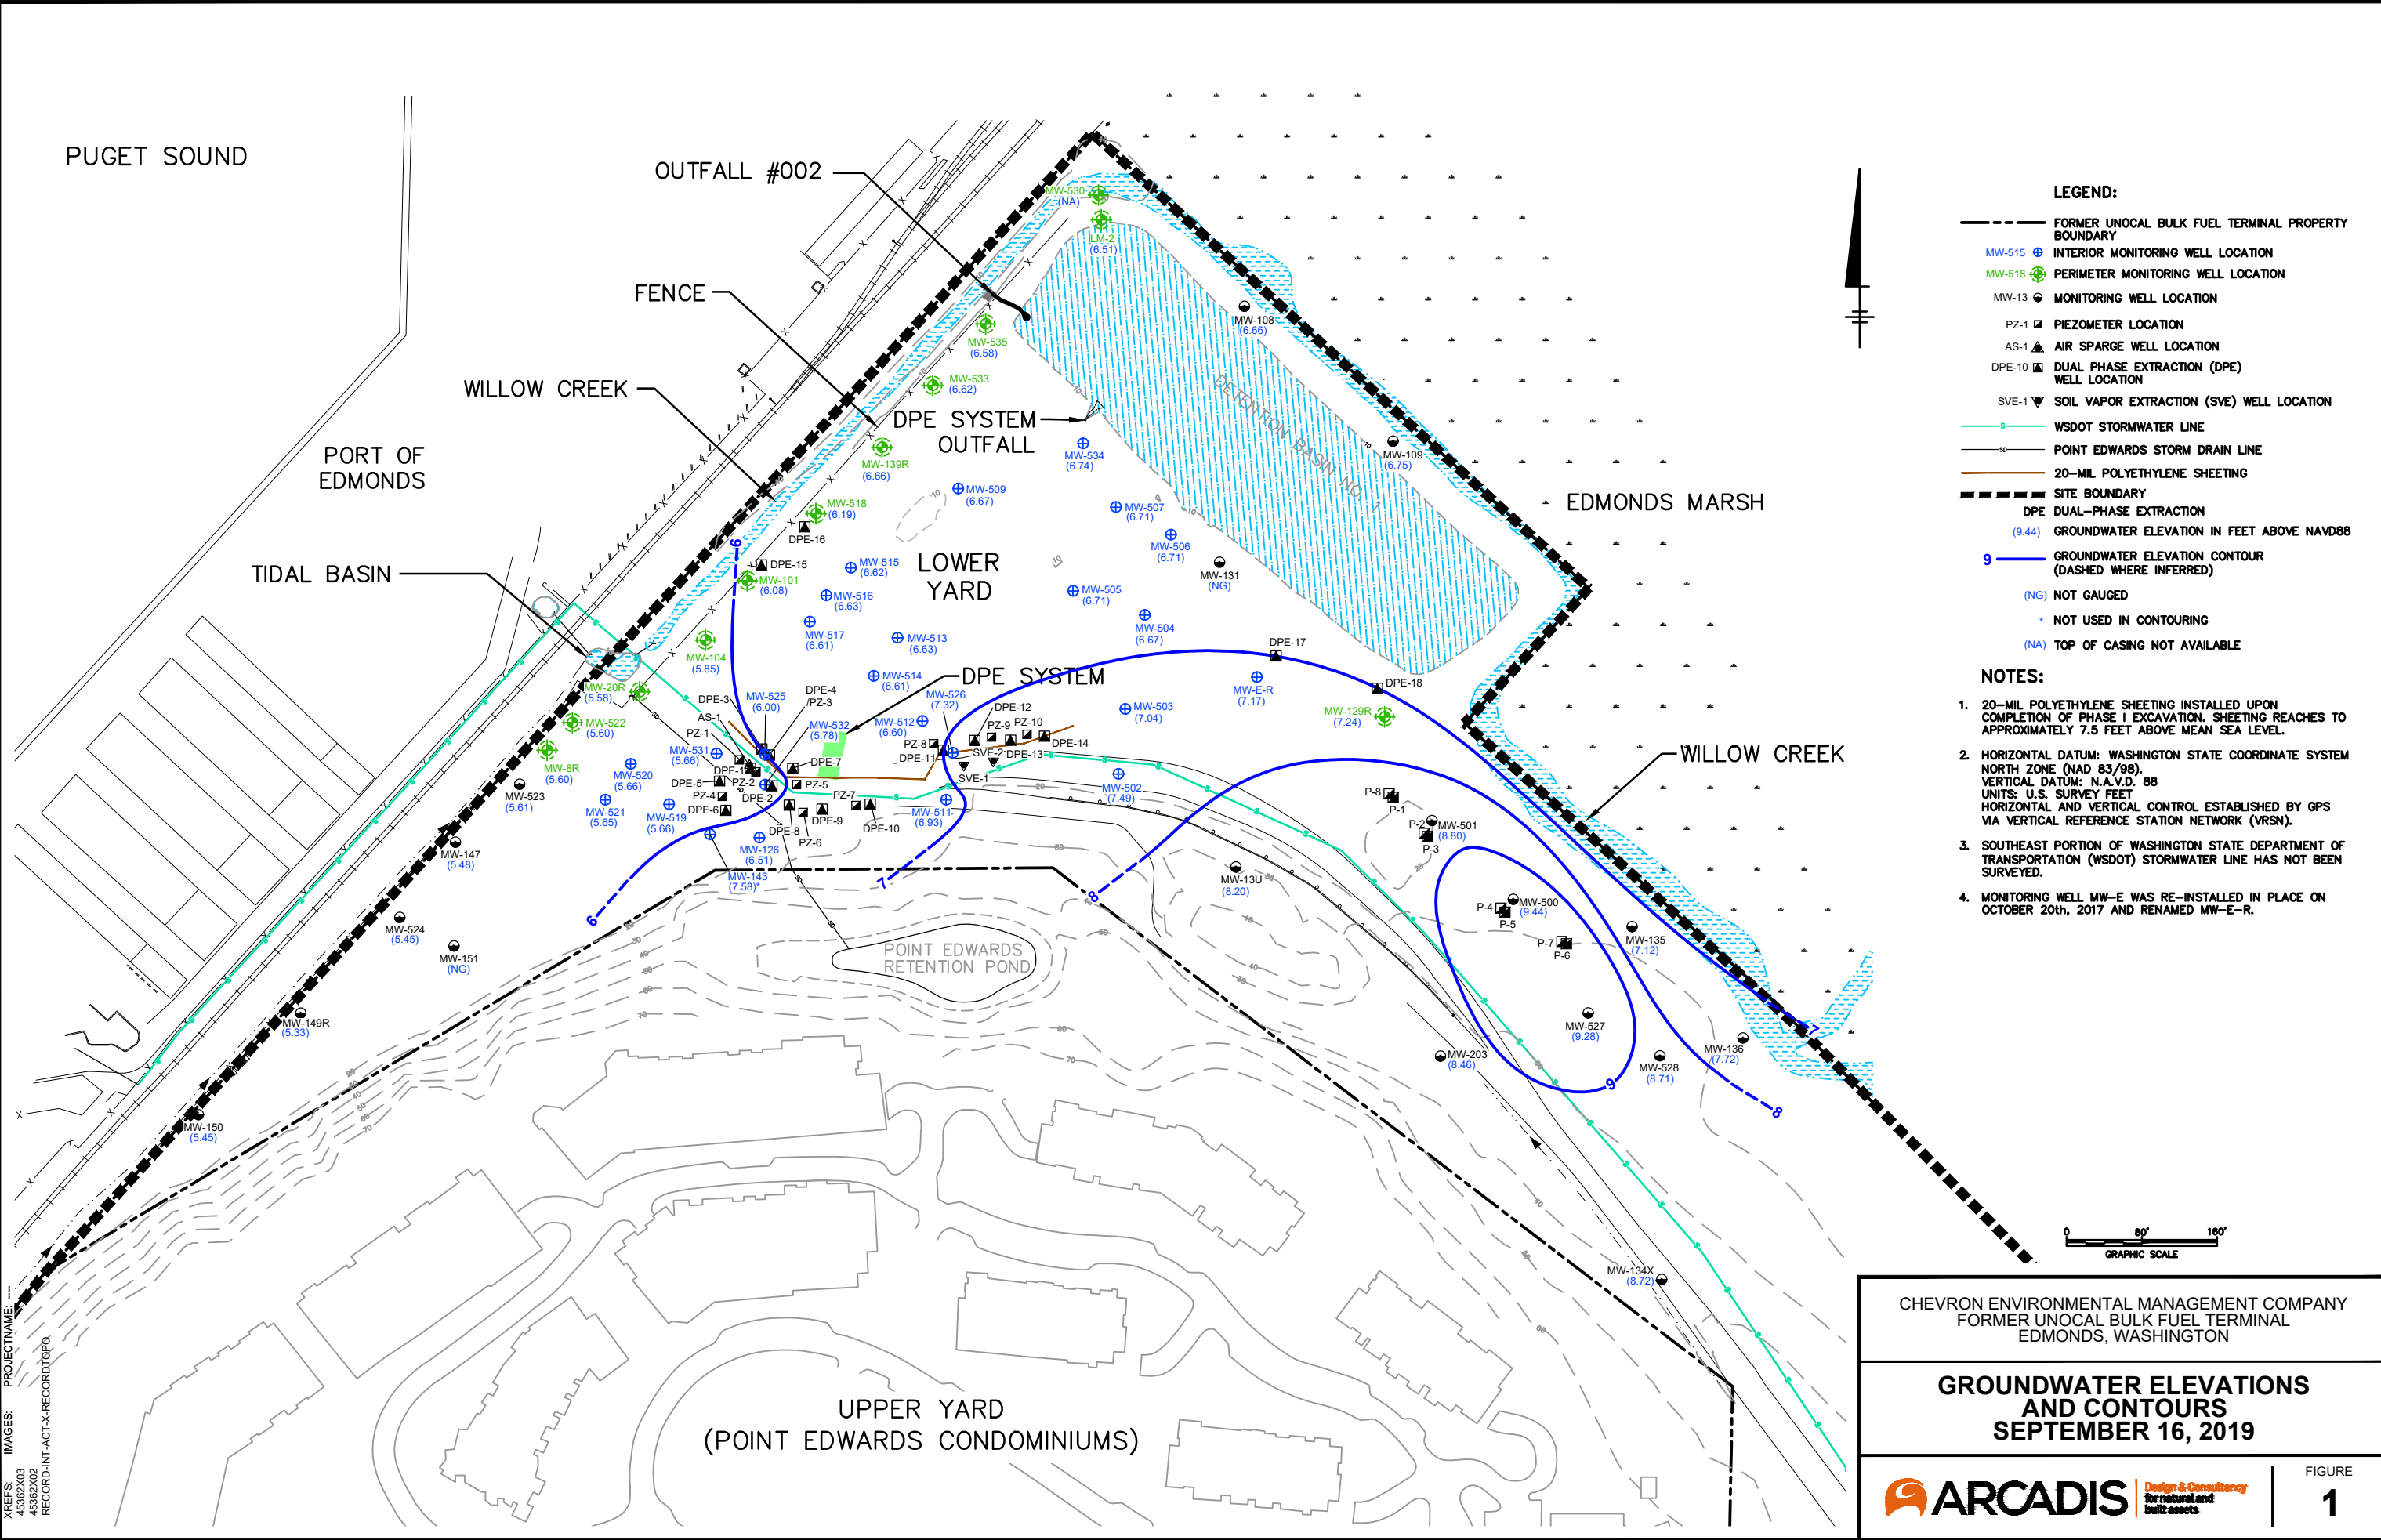 PUGET SOUND
OUTFALL #002
FENCE
WILLOW CREEK
PORT OF
EDMONDS
TIDAL BASIN
DPE SYSTEM
OUTFALL
LOWER
YARD
DPE SYSTEM
DETENTION BASIN NO. 1
EDMONDS MARSH
WILLOW CREEK
POINT EDWARDS
RETENTION POND
UPPER YARD
(POINT EDWARDS CONDOMINIUMS)
MW-530
(NA)
LM-2
(6.51)
MW-108
(6.66)
MW-535
(6.58)
MW-533
(6.62)
MW-534
(6.74)
MW-109
(6.75)
MW-139R
(6.66)
MW-509
(6.67)
MW-507
(6.71)
MW-518
(6.19)
DPE-16
MW-506
(6.71)
MW-131
(NG)
DPE-15
MW-101
(6.08)
MW-515
(6.62)
MW-516
(6.63)
MW-505
(6.71)
MW-504
(6.67)
MW-517
(6.61)
MW-513
(6.63)
MW-104
(5.85)
DPE-17
MW-514
(6.61)
MW-E-R
(7.17)
DPE-18
MW-129R
(7.24)
MW-20R
(5.58)
DPE-3
MW-525
(6.00)
DPE-4
/PZ-3
MW-526
(7.32)
MW-503
(7.04)
MW-522
(5.60)
AS-1
PZ-1
MW-532
(5.78)
MW-512
(6.60)
DPE-12
PZ-9
PZ-10
PZ-8
DPE-11
DPE-14
SVE-2
DPE-13
SVE-1
MW-8R
(5.60)
MW-531
(5.66)
MW-520
(5.66)
DPE-1
DPE-7
DPE-5
PZ-2
PZ-5
PZ-4
DPE-2
PZ-7
DPE-6
MW-502
(7.49)
MW-523
(5.61)
MW-521
(5.65)
MW-519
(5.66)
DPE-8
DPE-9
DPE-10
PZ-6
MW-511
(6.93)
P-8
P-1
P-2
MW-501
(8.80)
P-3
MW-126
(6.51)
MW-147
(5.48)
MW-143
(7.58)*
MW-13U
(8.20)
MW-500
(9.44)
P-4
P-5
P-7
P-6
MW-135
(7.12)
MW-524
(5.45)
MW-151
(NG)
MW-149R
(5.33)
MW-527
(9.28)
MW-203
(8.46)
MW-528
(8.71)
MW-136
(7.72)
MW-150
(5.45)
MW-134X
(8.72)
6
6
7
7
8
8
9
LEGEND:
FORMER UNOCAL BULK FUEL TERMINAL PROPERTY
BOUNDARY
MW-515 INTERIOR MONITORING WELL LOCATION
MW-518 PERIMETER MONITORING WELL LOCATION
MW-13 MONITORING WELL LOCATION
PZ-1 PIEZOMETER LOCATION
AS-1 AIR SPARGE WELL LOCATION
DPE-10 DUAL PHASE EXTRACTION (DPE)
WELL LOCATION
SVE-1 SOIL VAPOR EXTRACTION (SVE) WELL LOCATION
S WSDOT STORMWATER LINE
SD POINT EDWARDS STORM DRAIN LINE
20-MIL POLYETHYLENE SHEETING
SITE BOUNDARY
DPE DUAL-PHASE EXTRACTION
(9.44) GROUNDWATER ELEVATION IN FEET ABOVE NAVD88
9 GROUNDWATER ELEVATION CONTOUR
(DASHED WHERE INFERRED)
(NG) NOT GAUGED
* NOT USED IN CONTOURING
(NA) TOP OF CASING NOT AVAILABLE
NOTES:
1. 20-MIL POLYETHYLENE SHEETING INSTALLED UPON
COMPLETION OF PHASE I EXCAVATION. SHEETING REACHES TO
APPROXIMATELY 7.5 FEET ABOVE MEAN SEA LEVEL.
2. HORIZONTAL DATUM: WASHINGTON STATE COORDINATE SYSTEM
NORTH ZONE (NAD 83/98).
VERTICAL DATUM: N.A.V.D. 88
UNITS: U.S. SURVEY FEET
HORIZONTAL AND VERTICAL CONTROL ESTABLISHED BY GPS
VIA VERTICAL REFERENCE STATION NETWORK (VRSN).
3. SOUTHEAST PORTION OF WASHINGTON STATE DEPARTMENT OF
TRANSPORTATION (WSDOT) STORMWATER LINE HAS NOT BEEN
SURVEYED.
4. MONITORING WELL MW-E WAS RE-INSTALLED IN PLACE ON
OCTOBER 20th, 2017 AND RENAMED MW-E-R.
0 80' 160'
GRAPHIC SCALE
CHEVRON ENVIRONMENTAL MANAGEMENT COMPANY
FORMER UNOCAL BULK FUEL TERMINAL
EDMONDS, WASHINGTON
GROUNDWATER ELEVATIONS
AND CONTOURS
SEPTEMBER 16, 2019
ARCADIS
Design & Consultancy
for natural and
built assets
FIGURE
1
XREFS: IMAGES: PROJECTNAME: ---
45362X03
45362X02
RECORD-INT-ACT-X-RECORDTOPO